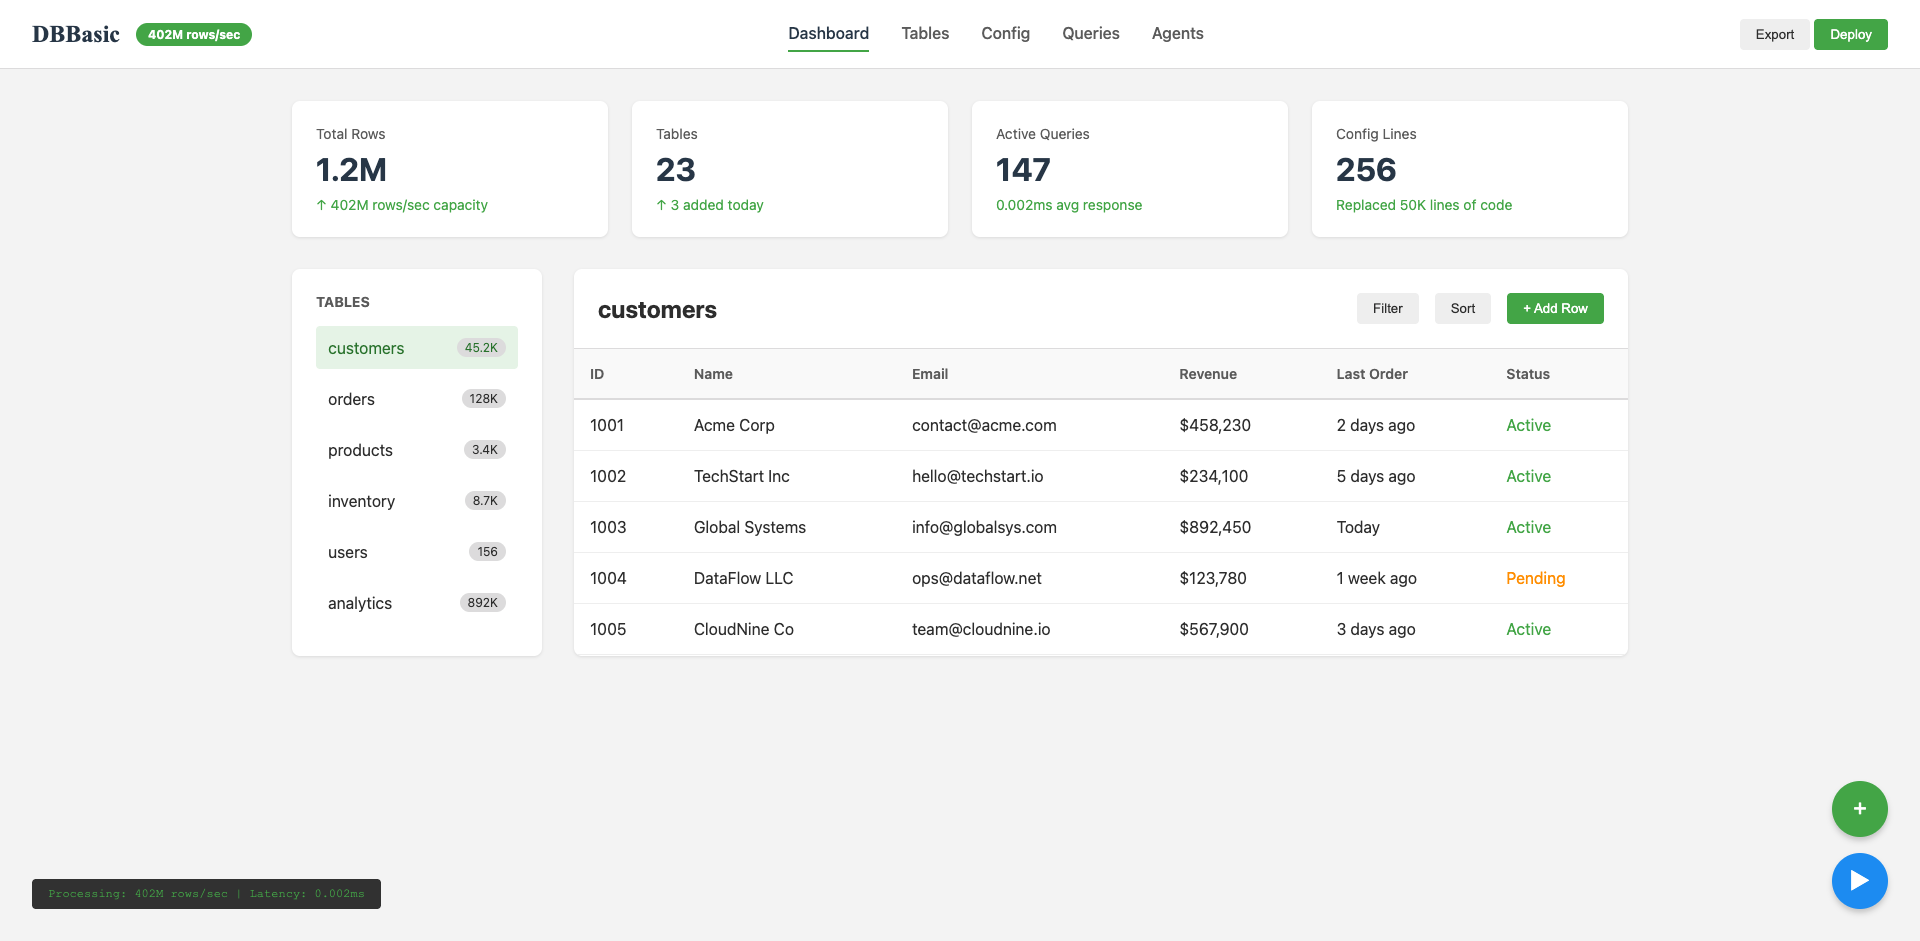 DBBasic 402M rows/sec Dashboard Tables Config Queries Agents Export Deploy
Total Rows
1.2M
↑ 402M rows/sec capacity
Tables
23
↑ 3 added today
Active Queries
147
0.002ms avg response
Config Lines
256
Replaced 50K lines of code
TABLES
customers 45.2K
orders 128K
products 3.4K
inventory 8.7K
users 156
analytics 892K
customers Filter Sort + Add Row
ID Name Email Revenue Last Order Status
1001 Acme Corp contact@acme.com $458,230 2 days ago Active
1002 TechStart Inc hello@techstart.io $234,100 5 days ago Active
1003 Global Systems info@globalsys.com $892,450 Today Active
1004 DataFlow LLC ops@dataflow.net $123,780 1 week ago Pending
1005 CloudNine Co team@cloudnine.io $567,900 3 days ago Active
+
Processing: 402M rows/sec | Latency: 0.002ms